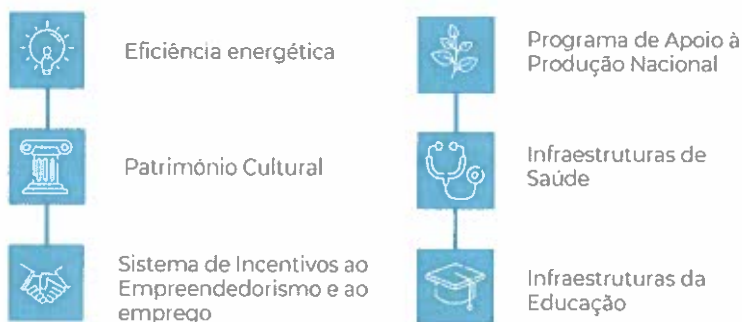 Eficiência energética
Património Cultural
Sistema de Incentivos ao
Empreendedorismo e ao
emprego
Programa de Apoio à
Produção Nacional
Infraestruturas de
Saúde
Infraestruturas da
Educação